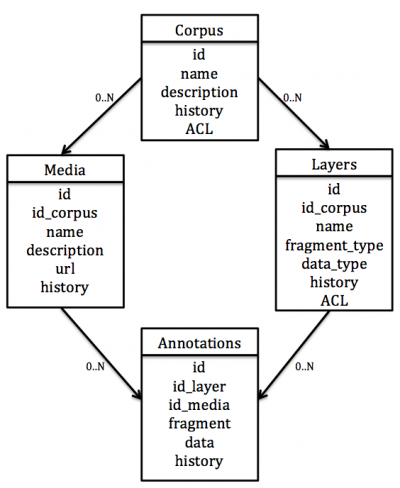 Corpus
id
name
description
history
ACL
0..N
0..N
Media
id
id_corpus
name
description
url
history
Layers
id
id_corpus
name
fragment_type
data_type
history
ACL
0..N
0..N
Annotations
id
id_layer
id_media
fragment
data
history